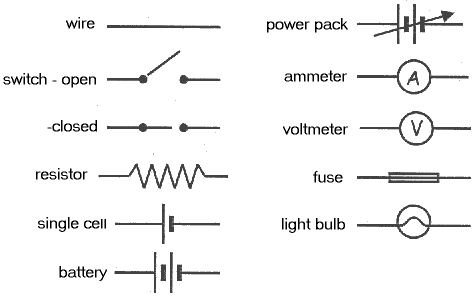 wire
switch - open
-closed
resistor
single cell
battery
power pack
ammeter
A
voltmeter
V
fuse
light bulb